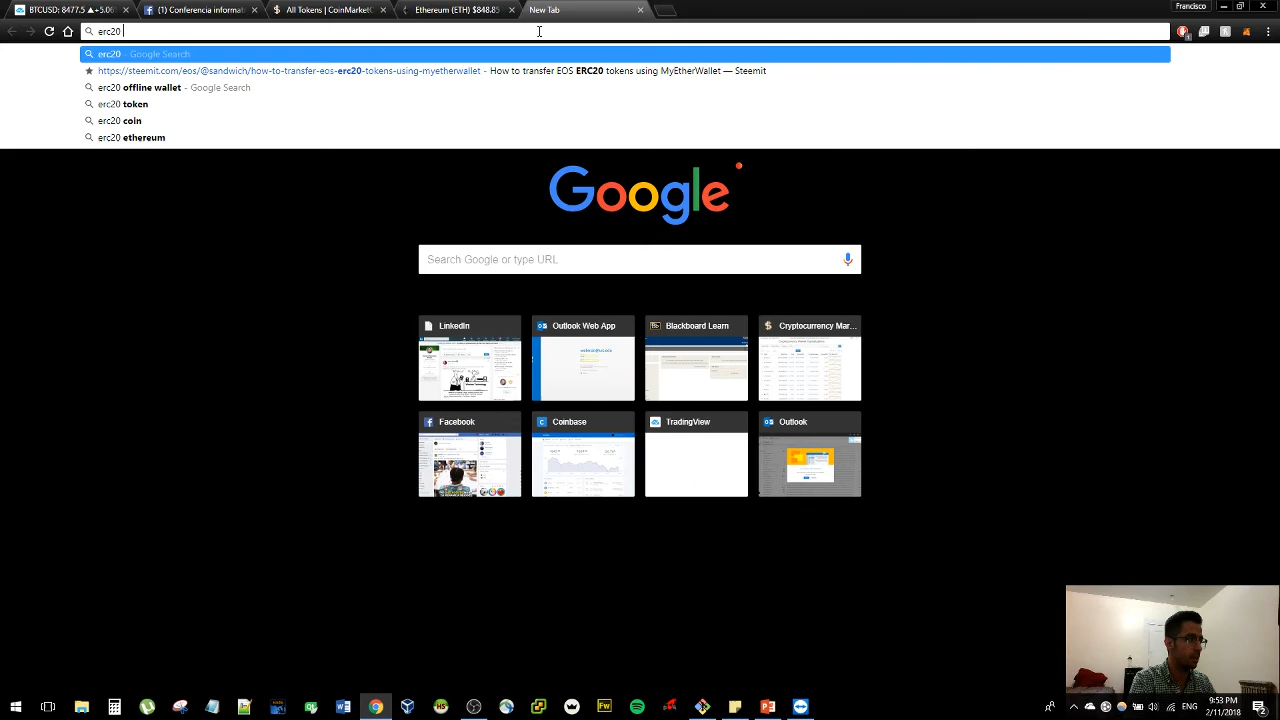 BTCUSD: 8477.5 ▲+5.06
(1) Conferencia informat
All Tokens | CoinMarketC
Ethereum (ETH) $848.85
New Tab
Francisco
erc20
erc20 - Google Search
https://steemit.com/eos/@sandwich/how-to-transfer-eos-erc20-tokens-using-myetherwallet - How to transfer EOS ERC20 tokens using MyEtherWallet — Steemit
erc20 offline wallet - Google Search
erc20 token
erc20 coin
erc20 ethereum
Google
Search Google or type URL
LinkedIn
Outlook Web App
Blackboard Learn
Cryptocurrency Mar...
Facebook
Coinbase
TradingView
Outlook
9:53 PM
2/11/2018